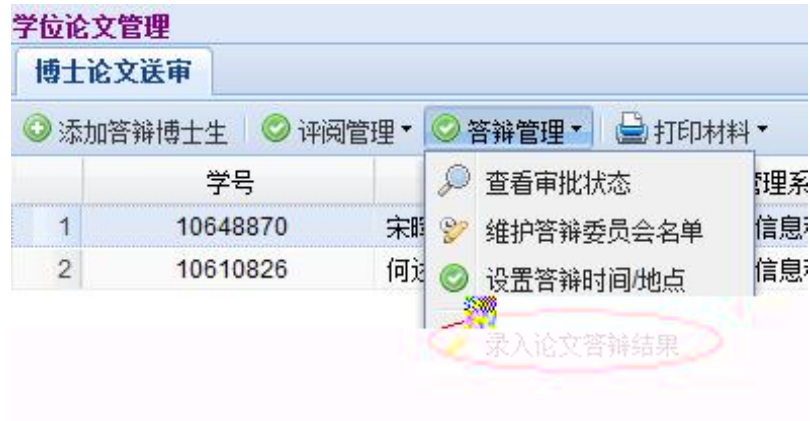 学位论文管理
博士论文送审
添加答辩博士生 评阅管理 答辩管理 打印材料
学号
查看审批状态
1 10648870 宋
维护答辩委员会名单
信息
2 10610826 何
设置答辩时间/地点
信息
录入论文答辩结果